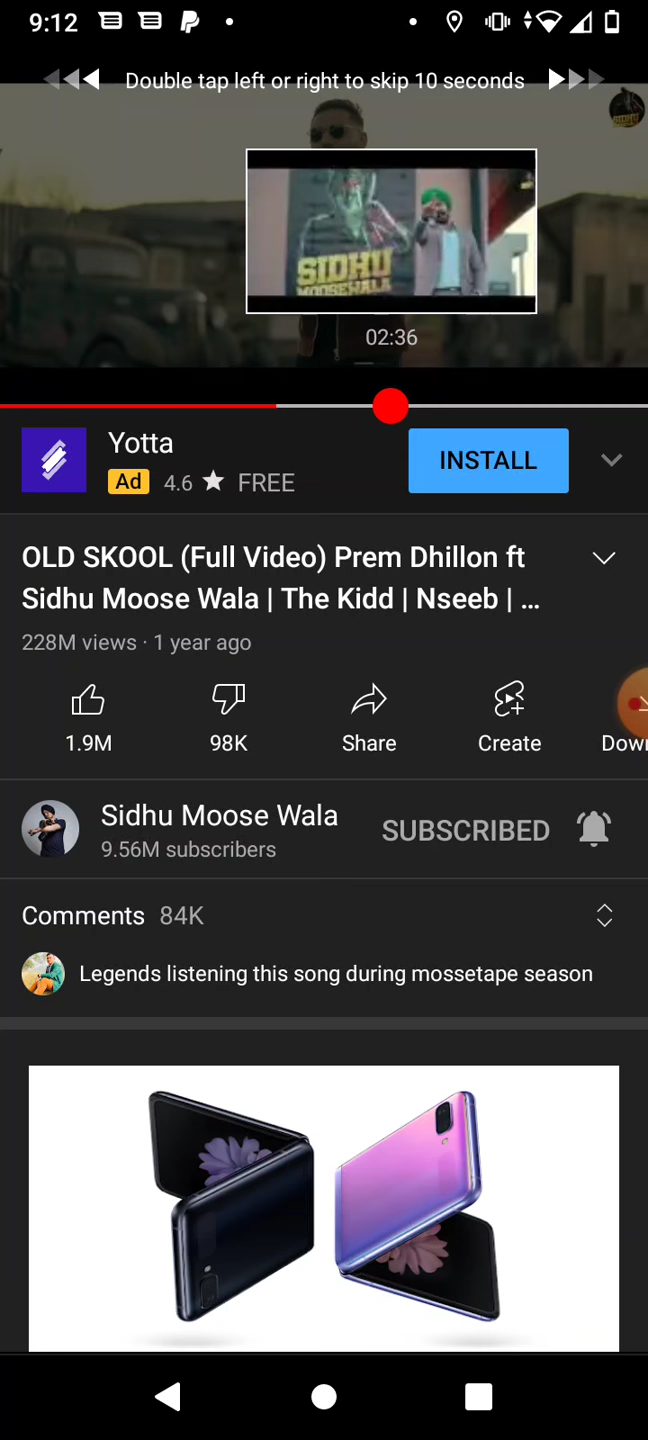 9:12
Double tap left or right to skip 10 seconds
SIDHU
SIDHU
MOOSEWALA
02:36
Yotta
INSTALL
Ad 4.6 ★ FREE
OLD SKOOL (Full Video) Prem Dhillon ft
Sidhu Moose Wala | The Kidd | Nseeb | ...
228M views · 1 year ago
1.9M 98K Share Create Dow
Sidhu Moose Wala
SUBSCRIBED
9.56M subscribers
Comments 84K
Legends listening this song during mossetape season